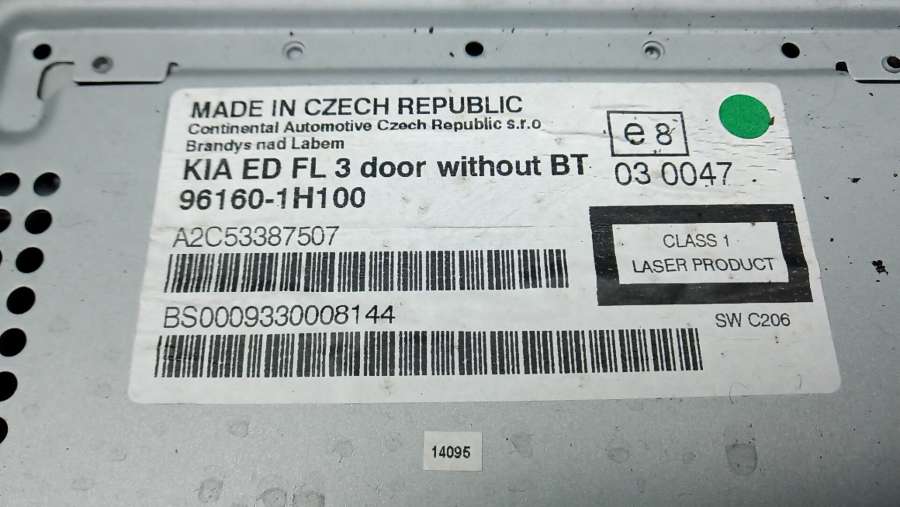 MADE IN CZECH REPUBLIC
Continental Automotive Czech Republic s.r.o
Brandys nad Labem
KIA ED FL 3 door without BT
96160-1H100
A2C53387507
BS0009330008144
e8
03 0047
CLASS 1
LASER PRODUCT
SW C206
14095